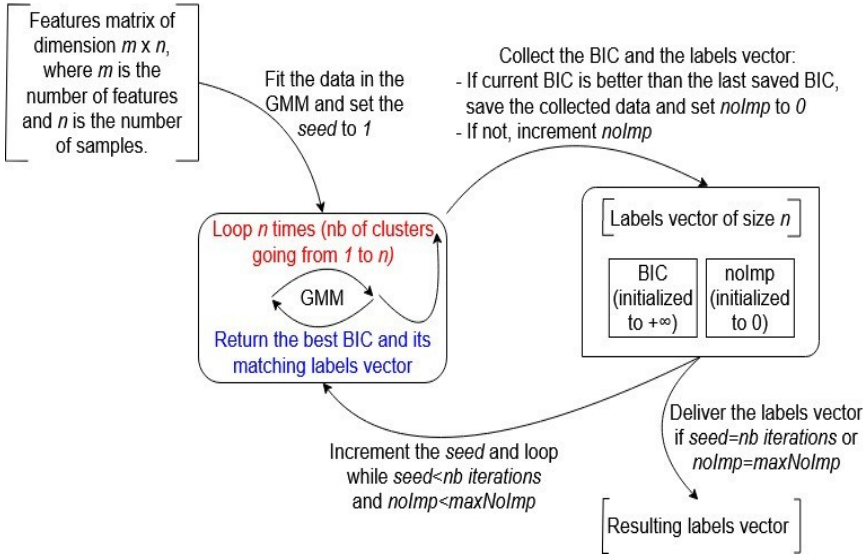 Features matrix of
dimension m x n,
where m is the
number of features
and n is the number
of samples.
Fit the data in the
GMM and set the
seed to 1
Collect the BIC and the labels vector:
- If current BIC is better than the last saved BIC,
save the collected data and set noImp to 0
- If not, increment noImp
Loop n times (nb of clusters
going from 1 to n)
GMM
Return the best BIC and its
matching labels vector
Labels vector of size n
BIC
(initialized
to +∞)
noImp
(initialized
to 0)
Increment the seed and loop
while seed<nb iterations
and noImp<maxNoImp
Deliver the labels vector
if seed=nb iterations or
noImp=maxNoImp
Resulting labels vector